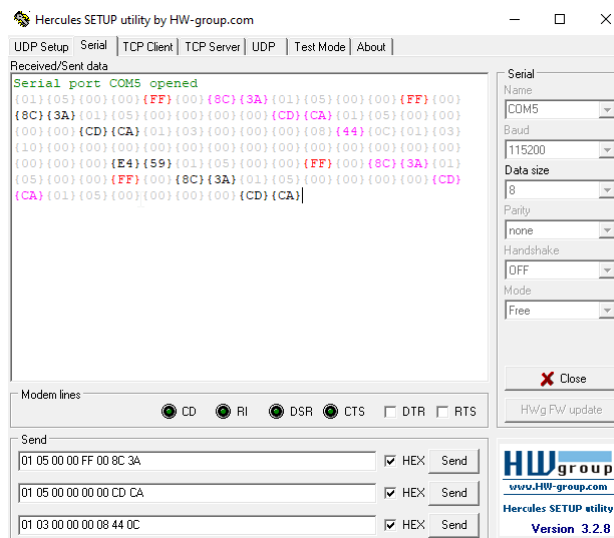 Hercules SETUP utility by HW-group.com
UDP Setup Serial TCP Client TCP Server UDP Test Mode About
Received/Sent data
Serial port COM5 opened
{01}{05}{00}{00}{FF}{00}{8C}{3A}{01}{05}{00}{00}{FF}{00}
{8C}{3A}{01}{05}{00}{00}{00}{00}{CD}{CA}{01}{05}{00}{00}
{00}{00}{CD}{CA}{01}{03}{00}{00}{00}{08}{44}{0C}{01}{03}
{10}{00}{00}{00}{00}{00}{00}{00}{00}{00}{00}{00}{00}{00}
{00}{00}{00}{E4}{59}{01}{05}{00}{00}{FF}{00}{8C}{3A}{01}
{05}{00}{00}{FF}{00}{8C}{3A}{01}{05}{00}{00}{00}{00}{CD}
{CA}{01}{05}{00}{00}{00}{00}{CD}{CA}
Serial
Name
COM5
Baud
115200
Data size
8
Parity
none
Handshake
OFF
Mode
Free
Close
HWg FW update
Modem lines
CD RI DSR CTS DTR RTS
Send
01 05 00 00 FF 00 8C 3A HEX Send
01 05 00 00 00 00 CD CA HEX Send
01 03 00 00 00 08 44 0C HEX Send
HWgroup
www.HW-group.com
Hercules SETUP utility
Version 3.2.8